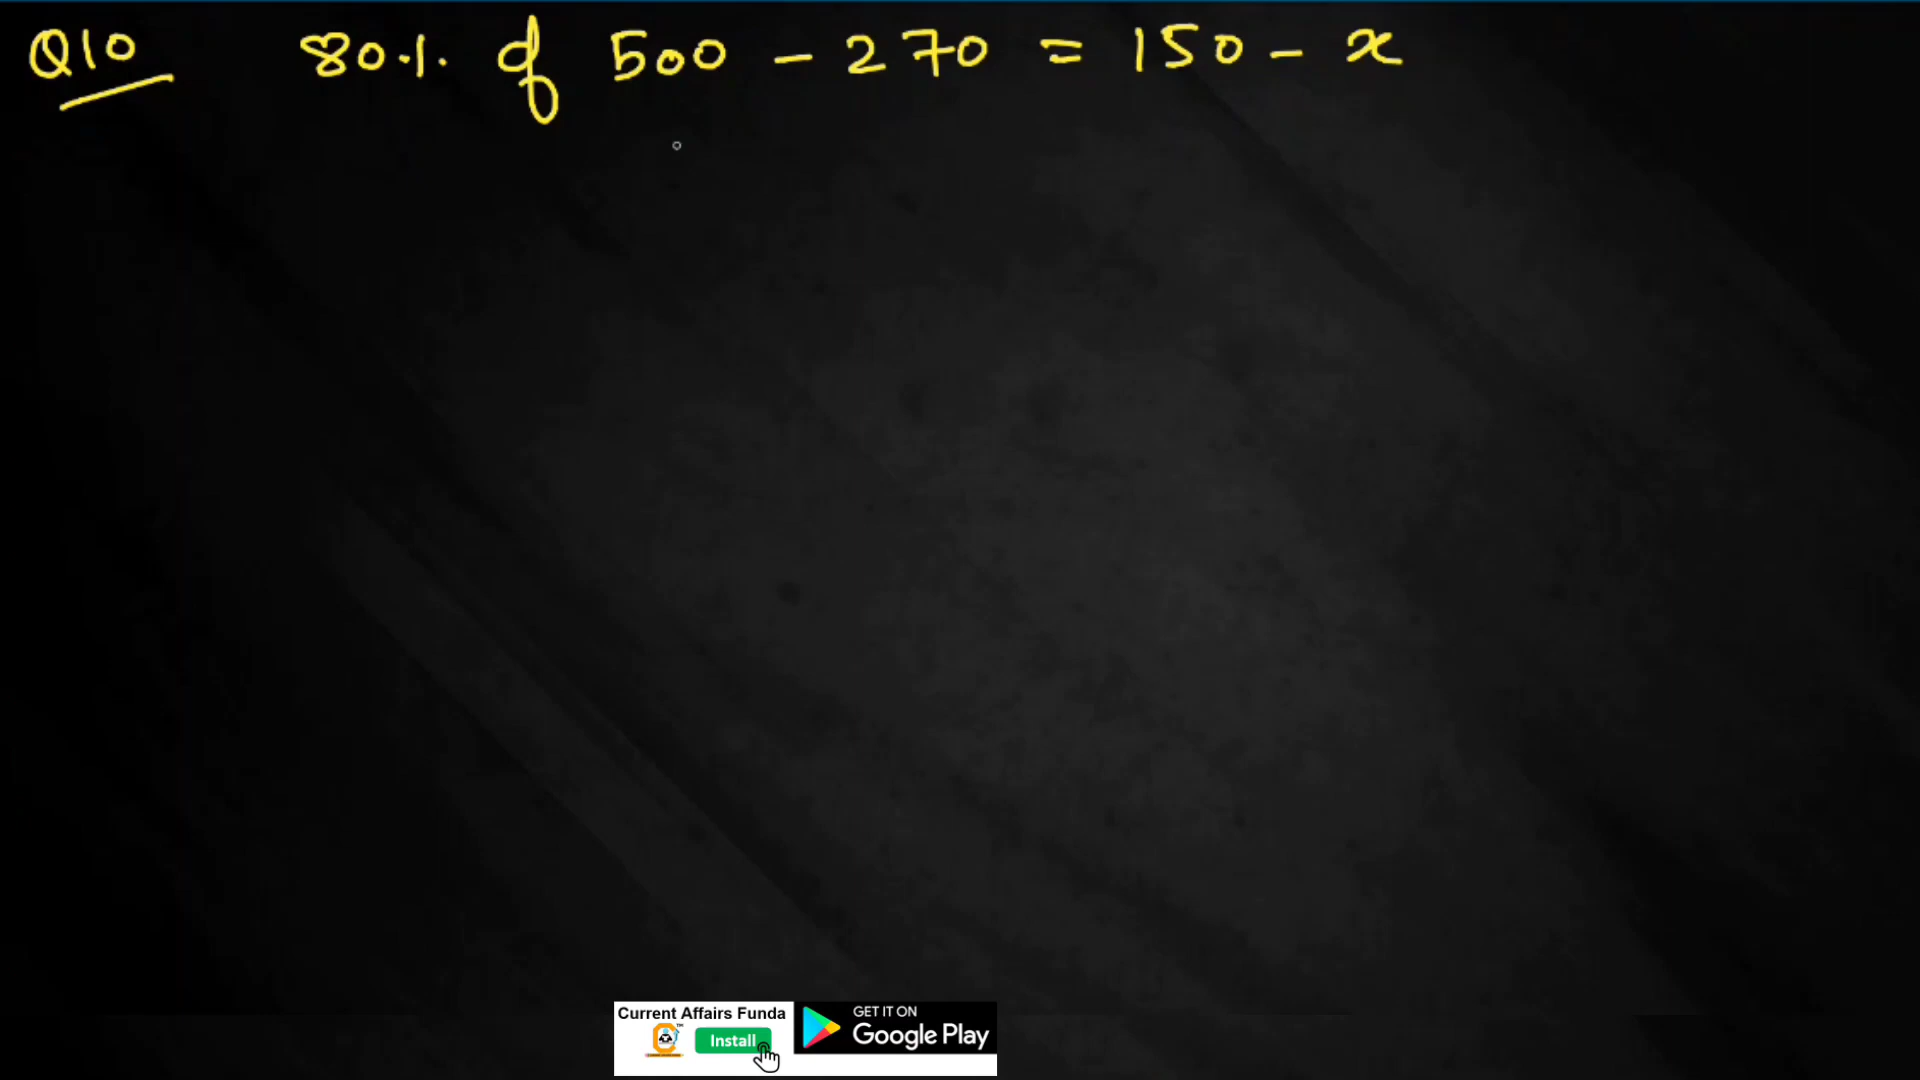 Q10 80% of 500 - 270 = 150 - x
Current Affairs Funda
Install
GET IT ON
Google Play